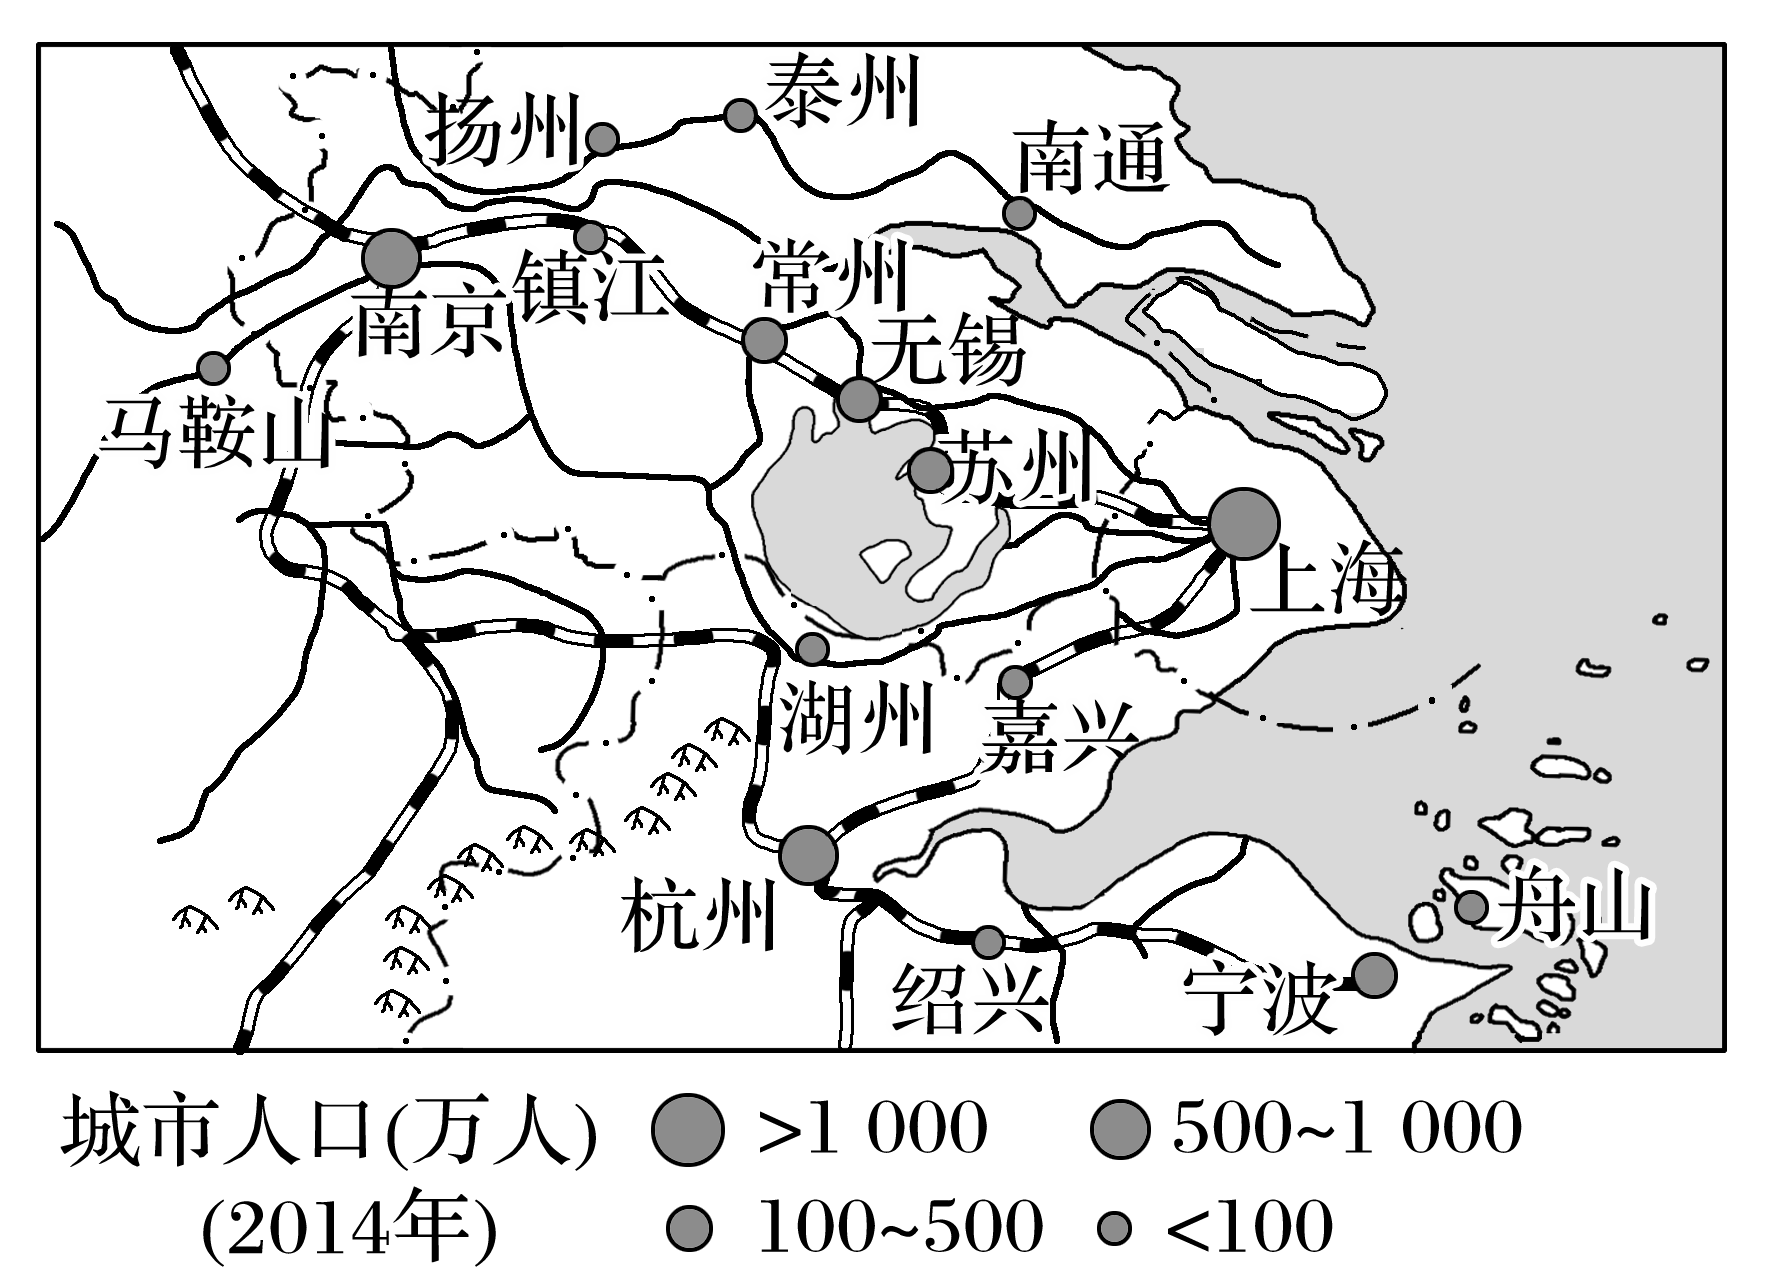 泰州
扬州
南通
常州
镇江
南京
无锡
马鞍山
苏州
上海
湖州
嘉兴
杭州
舟山
绍兴
宁波
城市人口(万人)
(2014年)
>1 000
500~1 000
100~500
<100